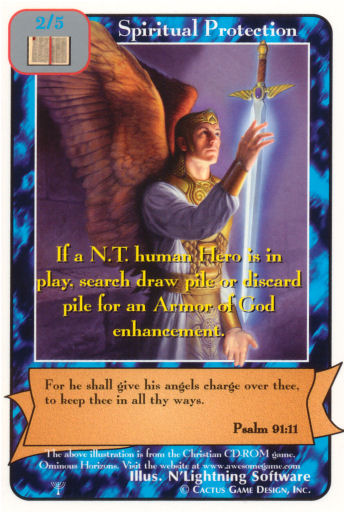 2/5
Spiritual Protection
If a N.T. human Hero is in
play, search draw pile or discard
pile for an Armor of God
enhancement.
For he shall give his angels charge over thee,
to keep thee in all thy ways.
Psalm 91:11
The above illustration is from the Christian CD-ROM game,
Ominous Horizons. Visit the website at www.awesomegame.com
Illus. N'Lightning Software
© CACTUS GAME DESIGN, INC.